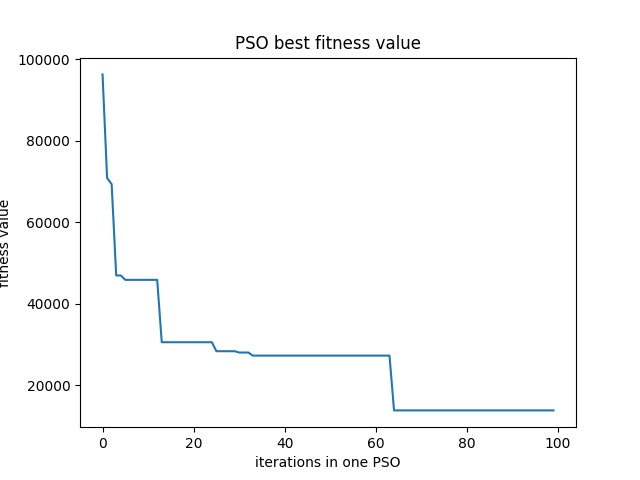 PSO best fitness value
100000
80000
60000
40000
20000
fitness value
0 20 40 60 80 100
iterations in one PSO